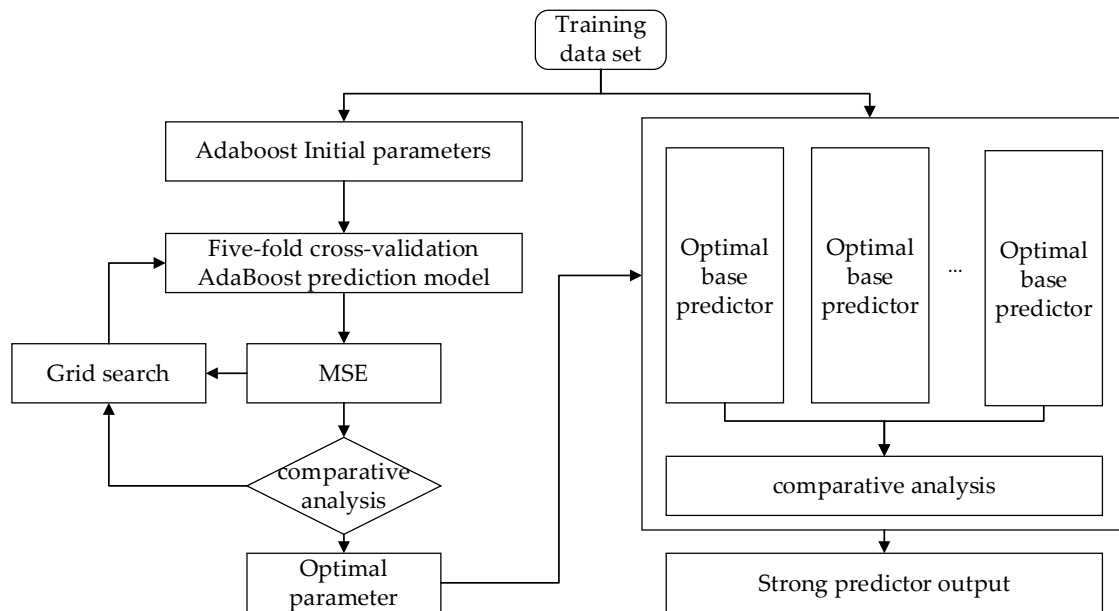 Training
data set
Adaboost Initial parameters
Five-fold cross-validation
AdaBoost prediction model
Grid search
MSE
comparative
analysis
Optimal
parameter
Optimal
base
predictor
Optimal
base
predictor
...
Optimal
base
predictor
comparative analysis
Strong predictor output